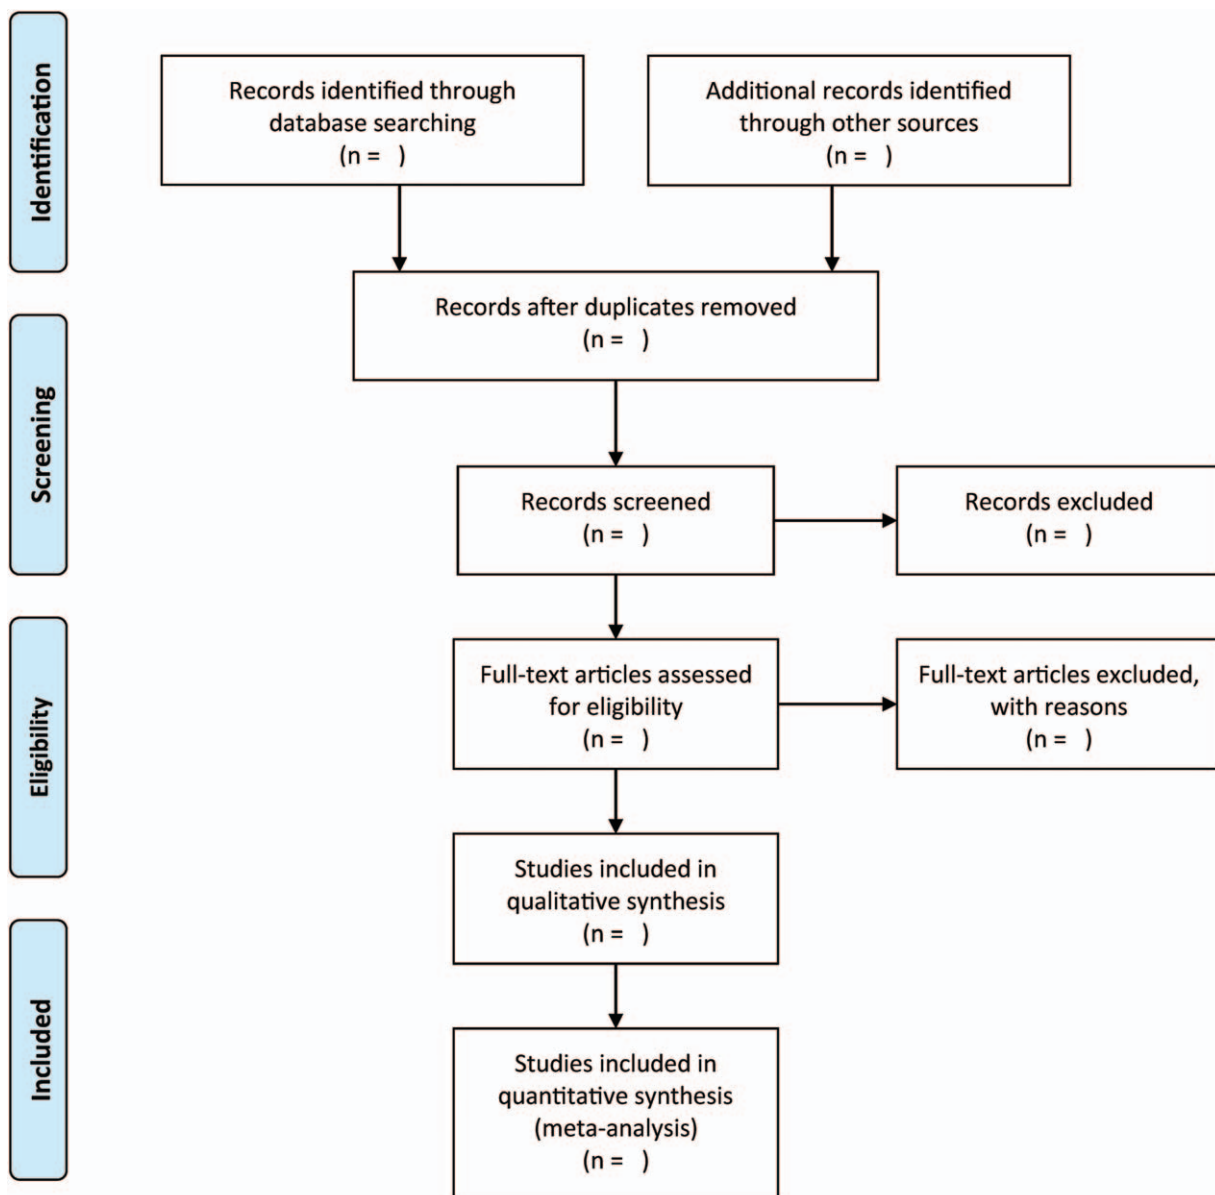 Identification
Records identified through
database searching
(n =   )
Additional records identified
through other sources
(n =   )
Records after duplicates removed
(n =   )
Screening
Records screened
(n =   )
Records excluded
(n =   )
Eligibility
Full-text articles assessed
for eligibility
(n =   )
Full-text articles excluded,
with reasons
(n =   )
Studies included in
qualitative synthesis
(n =   )
Included
Studies included in
quantitative synthesis
(meta-analysis)
(n =   )